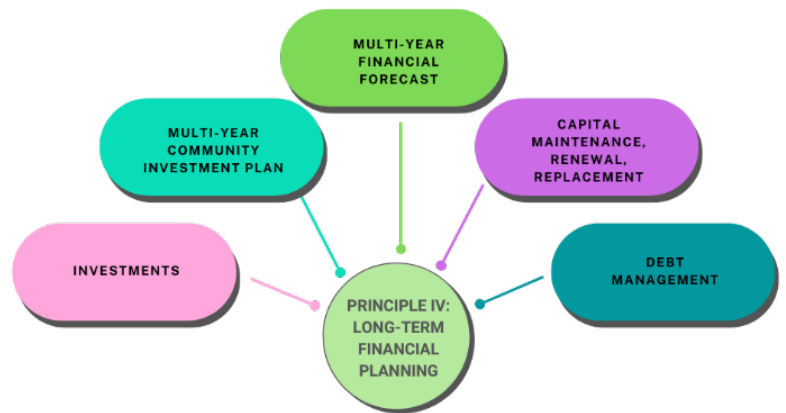 MULTI-YEAR
FINANCIAL
FORECAST
MULTI-YEAR
COMMUNITY
INVESTMENT PLAN
CAPITAL
MAINTENANCE,
RENEWAL,
REPLACEMENT
INVESTMENTS
DEBT
MANAGEMENT
PRINCIPLE IV:
LONG-TERM
FINANCIAL
PLANNING